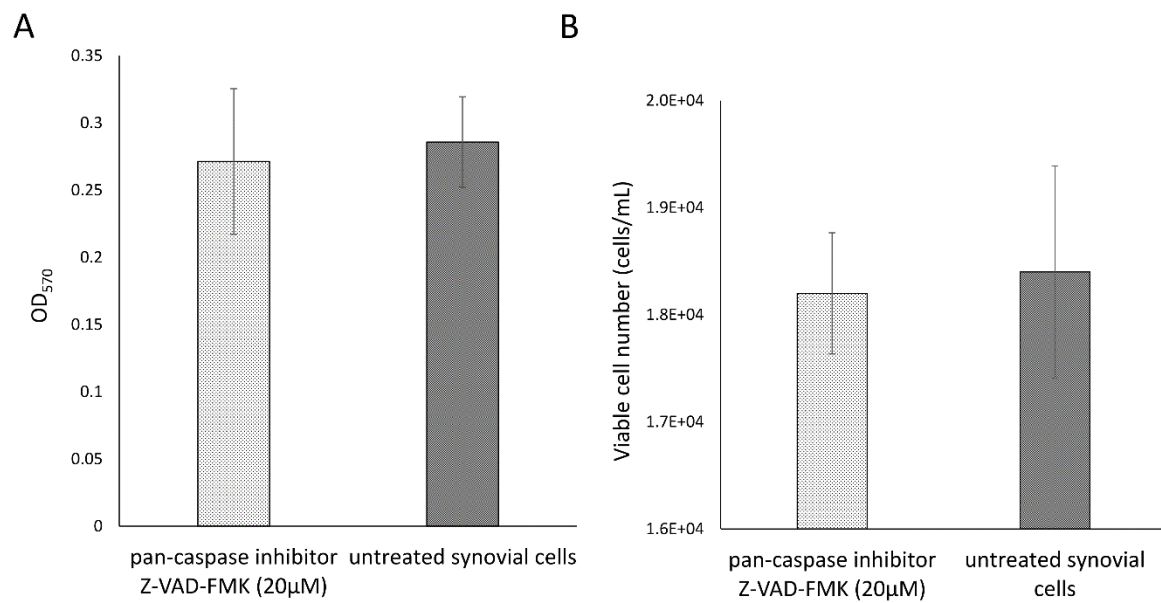 A
OD570
0.35
0.3
0.25
0.2
0.15
0.1
0.05
0
pan-caspase inhibitor
Z-VAD-FMK (20µM)
untreated synovial cells
B
Viable cell number (cells/mL)
2.0E+04
1.9E+04
1.8E+04
1.7E+04
1.6E+04
pan-caspase inhibitor
Z-VAD-FMK (20µM)
untreated synovial
cells